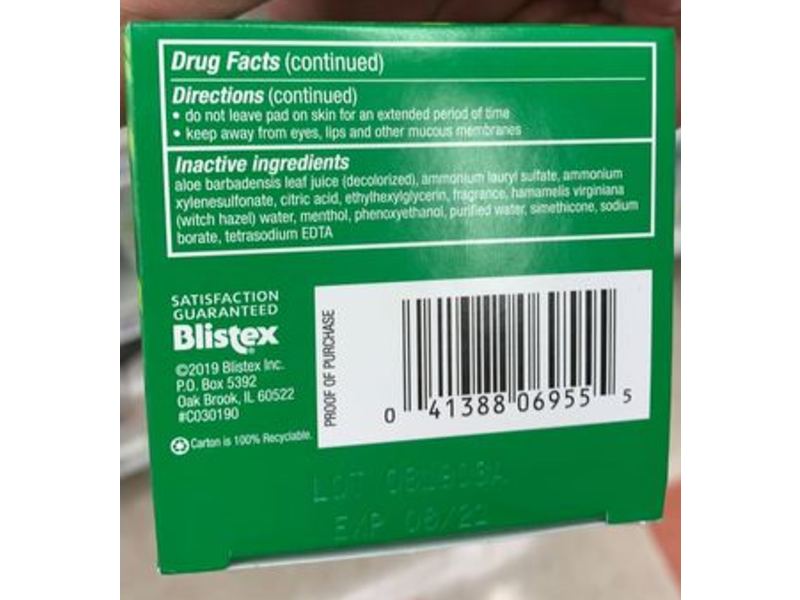 Drug Facts (continued)
Directions (continued)
• do not leave pad on skin for an extended period of time
• keep away from eyes, lips and other mucous membranes
Inactive ingredients
aloe barbadensis leaf juice (decolorized), ammonium lauryl sulfate, ammonium
xylenesulfonate, citric acid, ethylhexylglycerin, fragrance, hamamelis virginiana
(witch hazel) water, menthol, phenoxyethanol, purified water, simethicone, sodium
borate, tetrasodium EDTA
SATISFACTION
GUARANTEED
Blistex
©2019 Blistex Inc.
P.O. Box 5392
Oak Brook, IL 60522
#C030190
Carton is 100% Recyclable.
PROOF OF PURCHASE
0 41388 06955 5
LOT
EXP 08/21